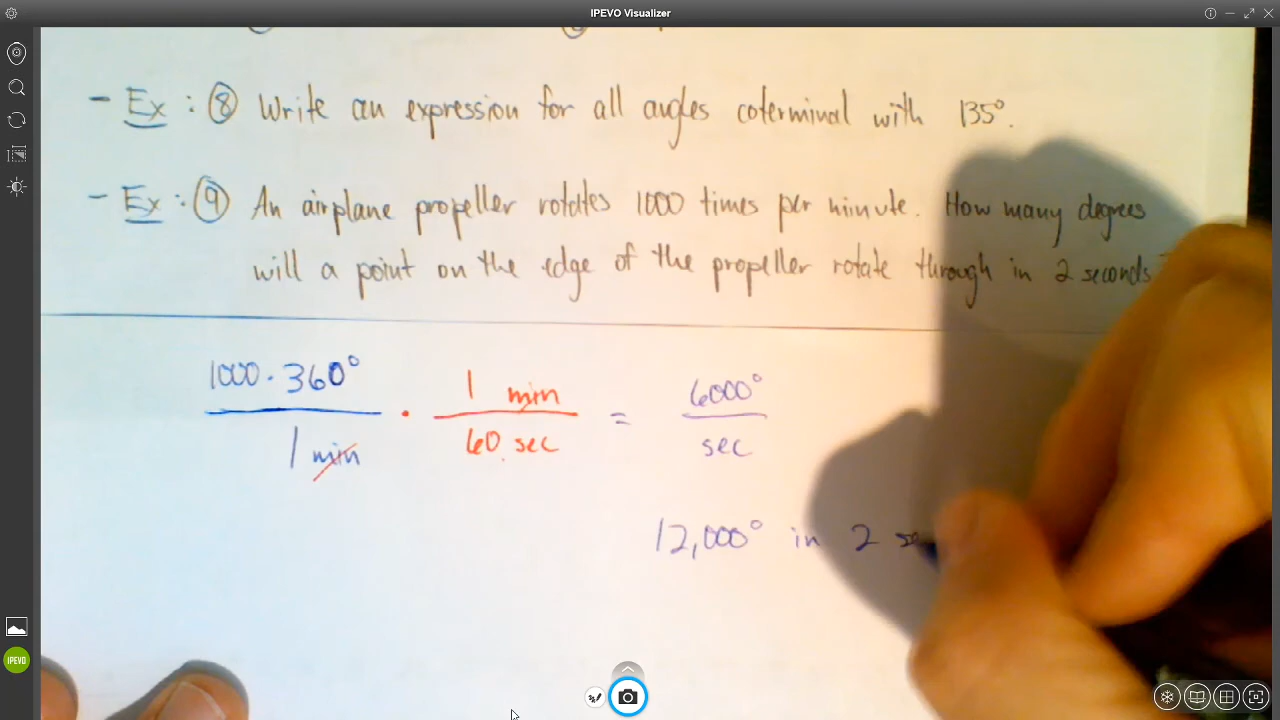 IPEVO Visualizer
- Ex : ⑧ Write an expression for all angles coterminal with 135°.
- Ex : ⑨ An airplane propeller rotates 1000 times per minute. How many degrees
will a point on the edge of the propeller rotate through in 2 seconds
1000 · 360° / 1 min · 1 min / 60 sec = 6000° / sec
12,000° in 2
IPEVO